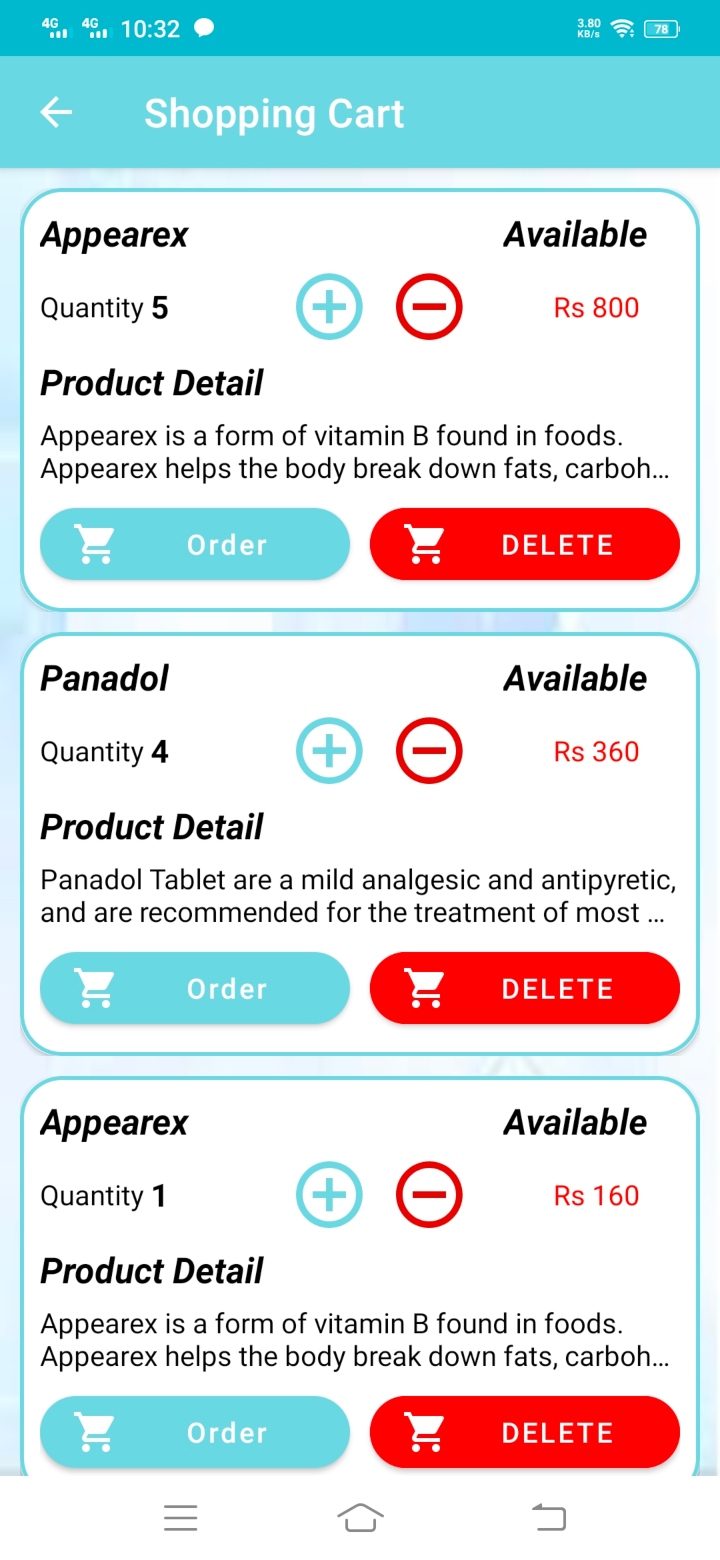 4G 4G 10:32 3.80 KB/s 78
Shopping Cart
Appearex Available
Quantity 5 Rs 800
Product Detail
Appearex is a form of vitamin B found in foods.
Appearex helps the body break down fats, carboh...
Order DELETE
Panadol Available
Quantity 4 Rs 360
Product Detail
Panadol Tablet are a mild analgesic and antipyretic,
and are recommended for the treatment of most ...
Order DELETE
Appearex Available
Quantity 1 Rs 160
Product Detail
Appearex is a form of vitamin B found in foods.
Appearex helps the body break down fats, carboh...
Order DELETE